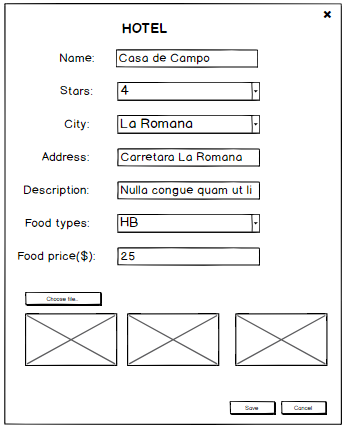 HOTEL
Name: Casa de Campo
Stars: 4
City: La Romana
Address: Carretara La Romana
Description: Nulla congue quam ut li
Food types: HB
Food price($): 25
Choose file..
Save Cancel